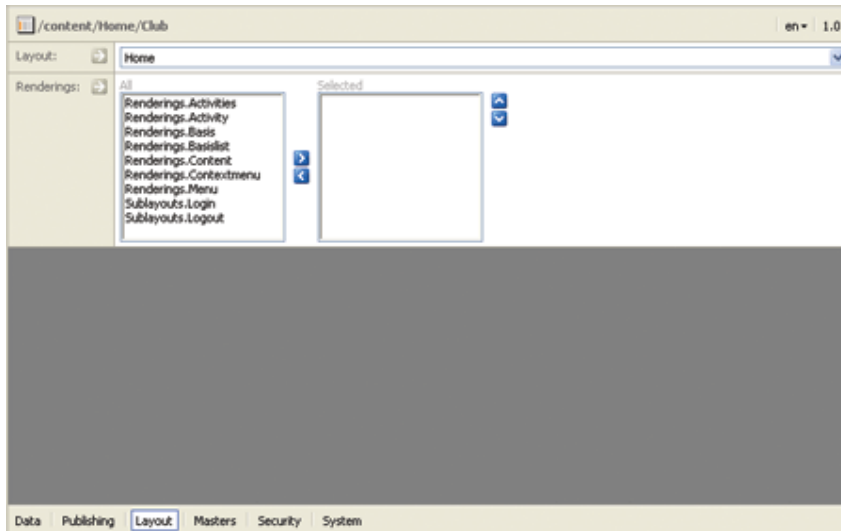 /content/Home/Club en 1.0
Layout: Home
Renderings: All Selected
Renderings.Activities
Renderings.Activity
Renderings.Basis
Renderings.Basislist
Renderings.Content
Renderings.Contextmenu
Renderings.Menu
Sublayouts.Login
Sublayouts.Logout
Data Publishing Layout Masters Security System